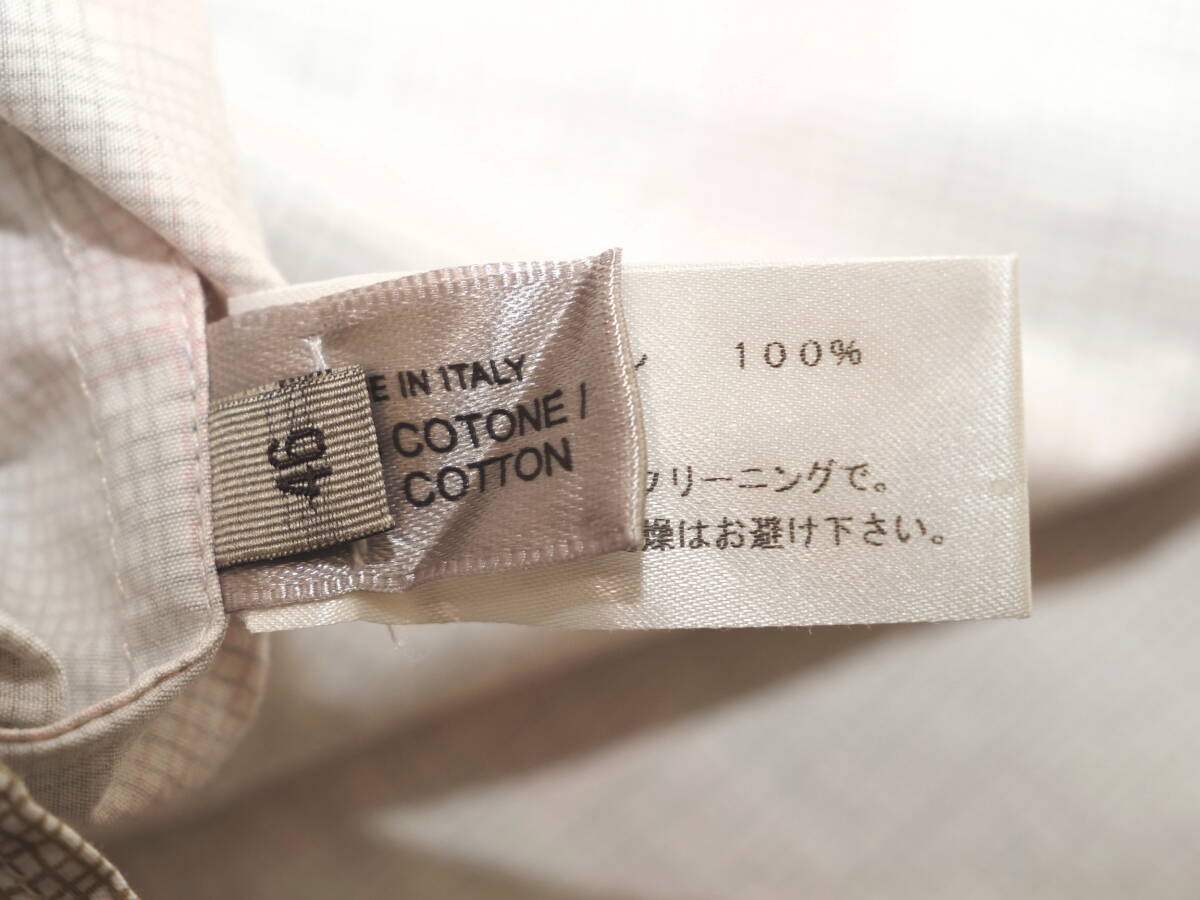 46
IN ITALY
COTONE /
COTTON
100%
クリーニングで。
燥はお避け下さい。